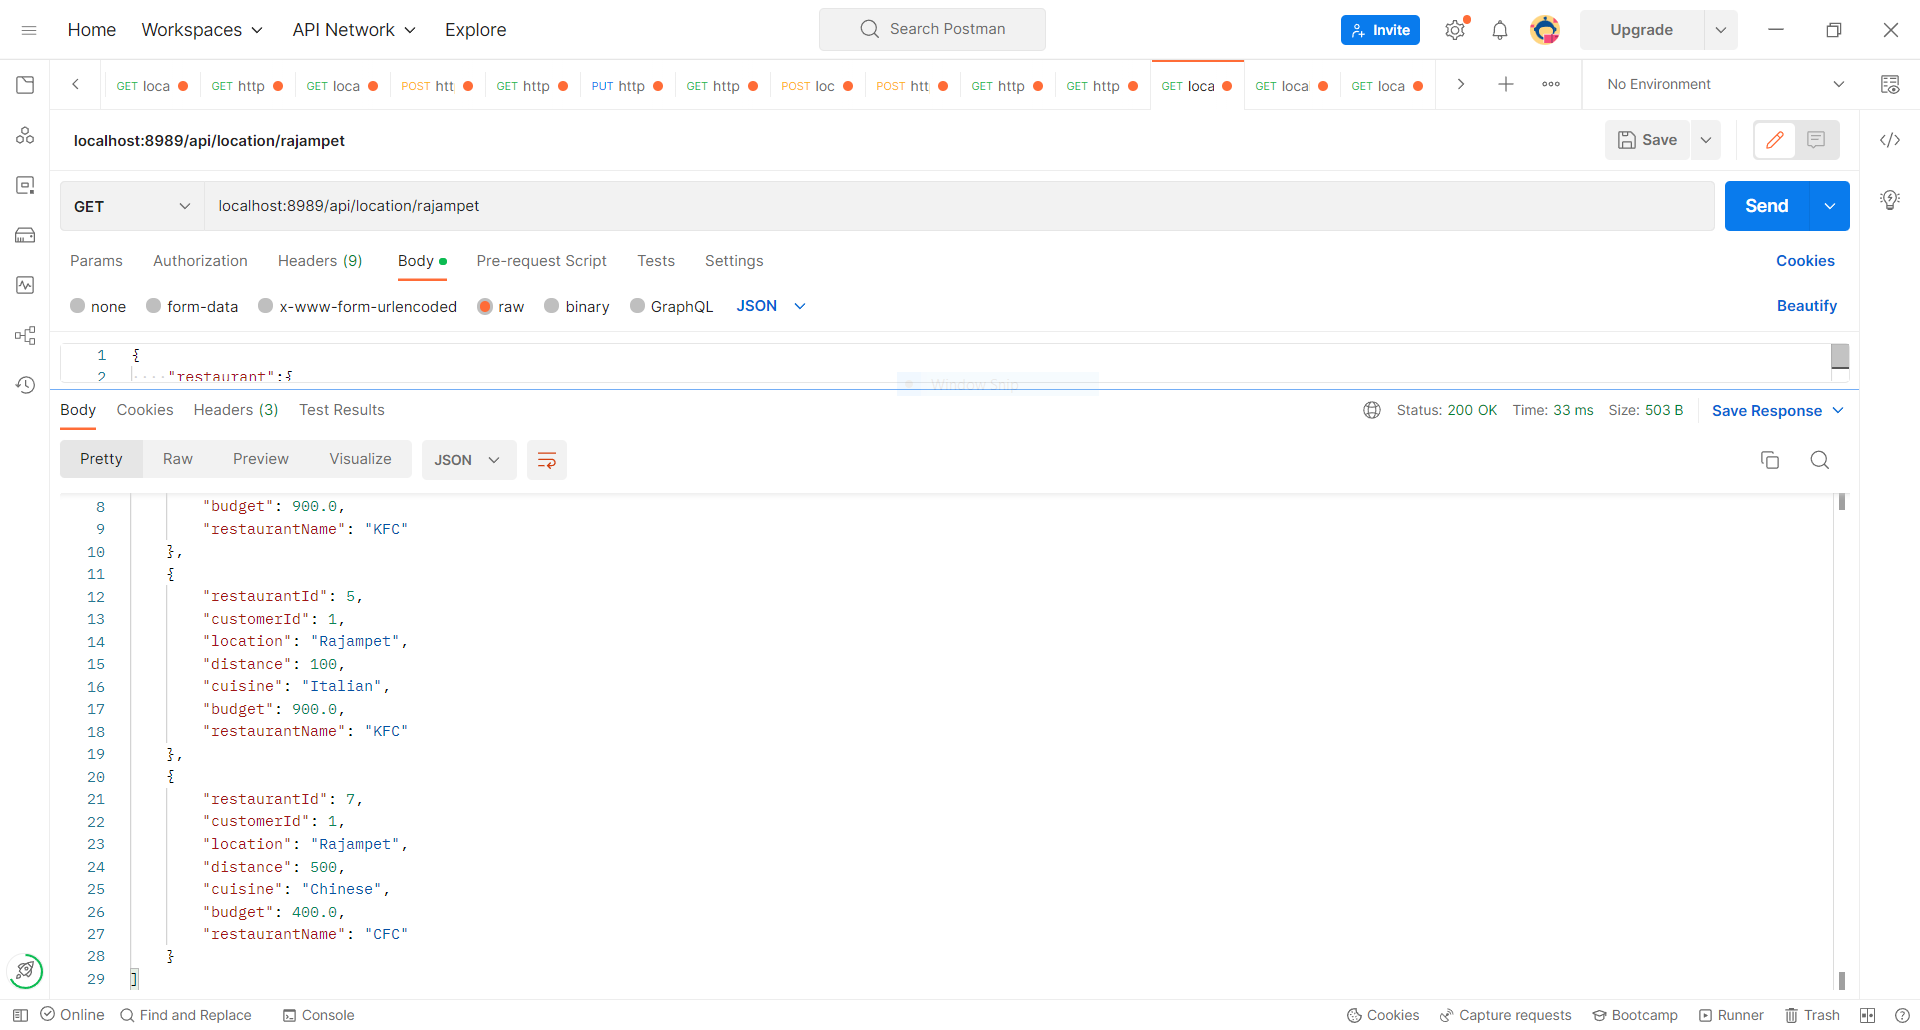 Home Workspaces API Network Explore Search Postman Invite Upgrade
GET loca GET http GET loca POST htt GET http PUT http GET http POST loc POST htt GET http GET http GET loca GET loca GET loca No Environment
localhost:8989/api/location/rajampet Save
GET localhost:8989/api/location/rajampet Send
Params Authorization Headers (9) Body Pre-request Script Tests Settings Cookies
none form-data x-www-form-urlencoded raw binary GraphQL JSON Beautify
1 {
2 "restaurant":{
Window Snip
Body Cookies Headers (3) Test Results Status: 200 OK Time: 33 ms Size: 503 B Save Response
Pretty Raw Preview Visualize JSON
8 "budget": 900.0,
9 "restaurantName": "KFC"
10 },
11 {
12 "restaurantId": 5,
13 "customerId": 1,
14 "location": "Rajampet",
15 "distance": 100,
16 "cuisine": "Italian",
17 "budget": 900.0,
18 "restaurantName": "KFC"
19 },
20 {
21 "restaurantId": 7,
22 "customerId": 1,
23 "location": "Rajampet",
24 "distance": 500,
25 "cuisine": "Chinese",
26 "budget": 400.0,
27 "restaurantName": "CFC"
28 }
29 ]
Online Find and Replace Console Cookies Capture requests Bootcamp Runner Trash